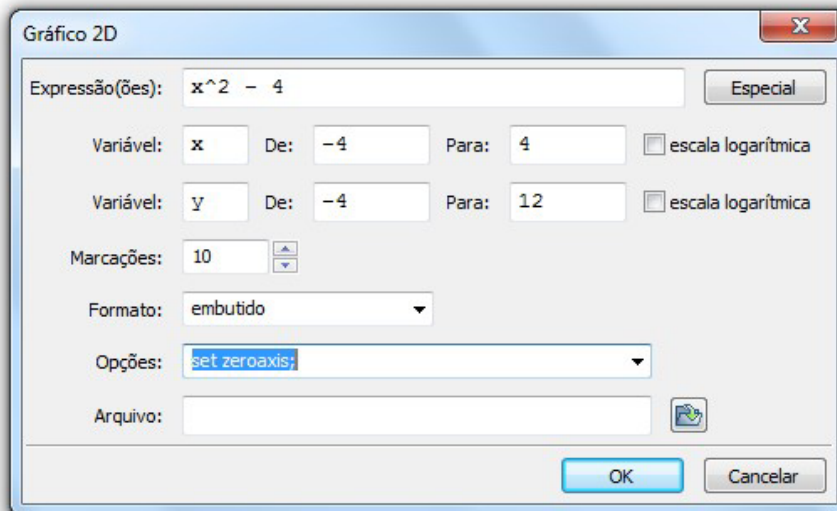 Gráfico 2D
Expressão(ões): x^2 - 4 Especial
Variável: x De: -4 Para: 4 escala logarítmica
Variável: y De: -4 Para: 12 escala logarítmica
Marcações: 10
Formato: embutido
Opções: set zeroaxis;
Arquivo:
OK Cancelar